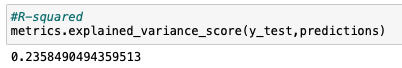 #R-squared
metrics.explained_variance_score(y_test,predictions)
0.2358490494359513